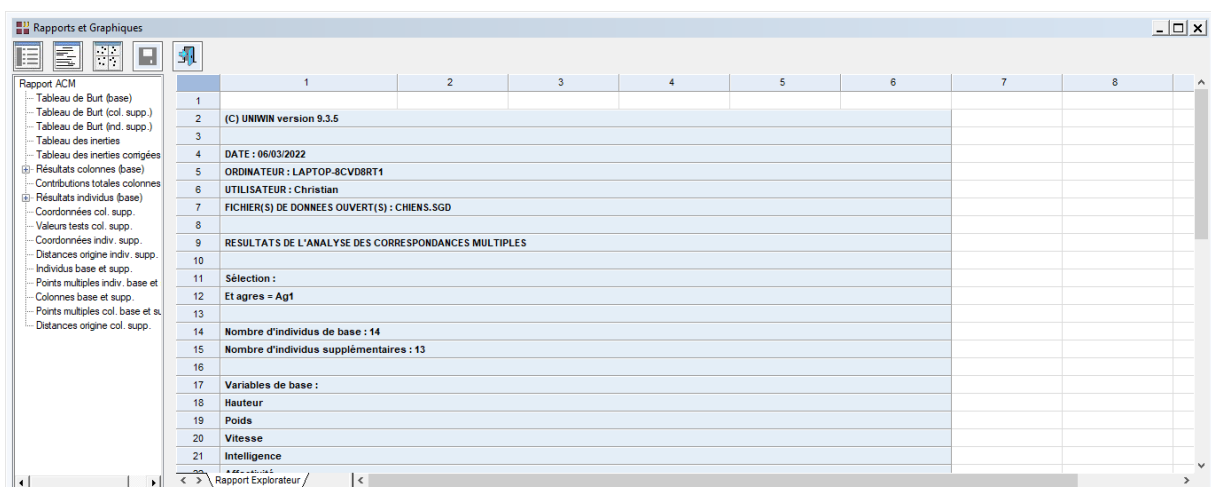 Rapports et Graphiques
Rapport ACM
Tableau de Burt (base)
Tableau de Burt (col. supp.)
Tableau de Burt (ind. supp.)
Tableau des inerties
Tableau des inerties corrigées
Résultats colonnes (base)
Contributions totales colonnes
Résultats individus (base)
Coordonnées col. supp.
Valeurs tests col. supp.
Coordonnées indiv. supp.
Distances origine indiv. supp.
Individus base et supp.
Points multiples indiv. base et
Colonnes base et supp.
Points multiples col. base et su
Distances origine col. supp.
1 2 3 4 5 6 7 8
1
2 (C) UNIWIN version 9.3.5
3
4 DATE : 06/03/2022
5 ORDINATEUR : LAPTOP-8CVD8RT1
6 UTILISATEUR : Christian
7 FICHIER(S) DE DONNEES OUVERT(S) : CHIENS.SGD
8
9 RESULTATS DE L'ANALYSE DES CORRESPONDANCES MULTIPLES
10
11 Sélection :
12 Et agres = Ag1
13
14 Nombre d'individus de base : 14
15 Nombre d'individus supplémentaires : 13
16
17 Variables de base :
18 Hauteur
19 Poids
20 Vitesse
21 Intelligence
Rapport Explorateur